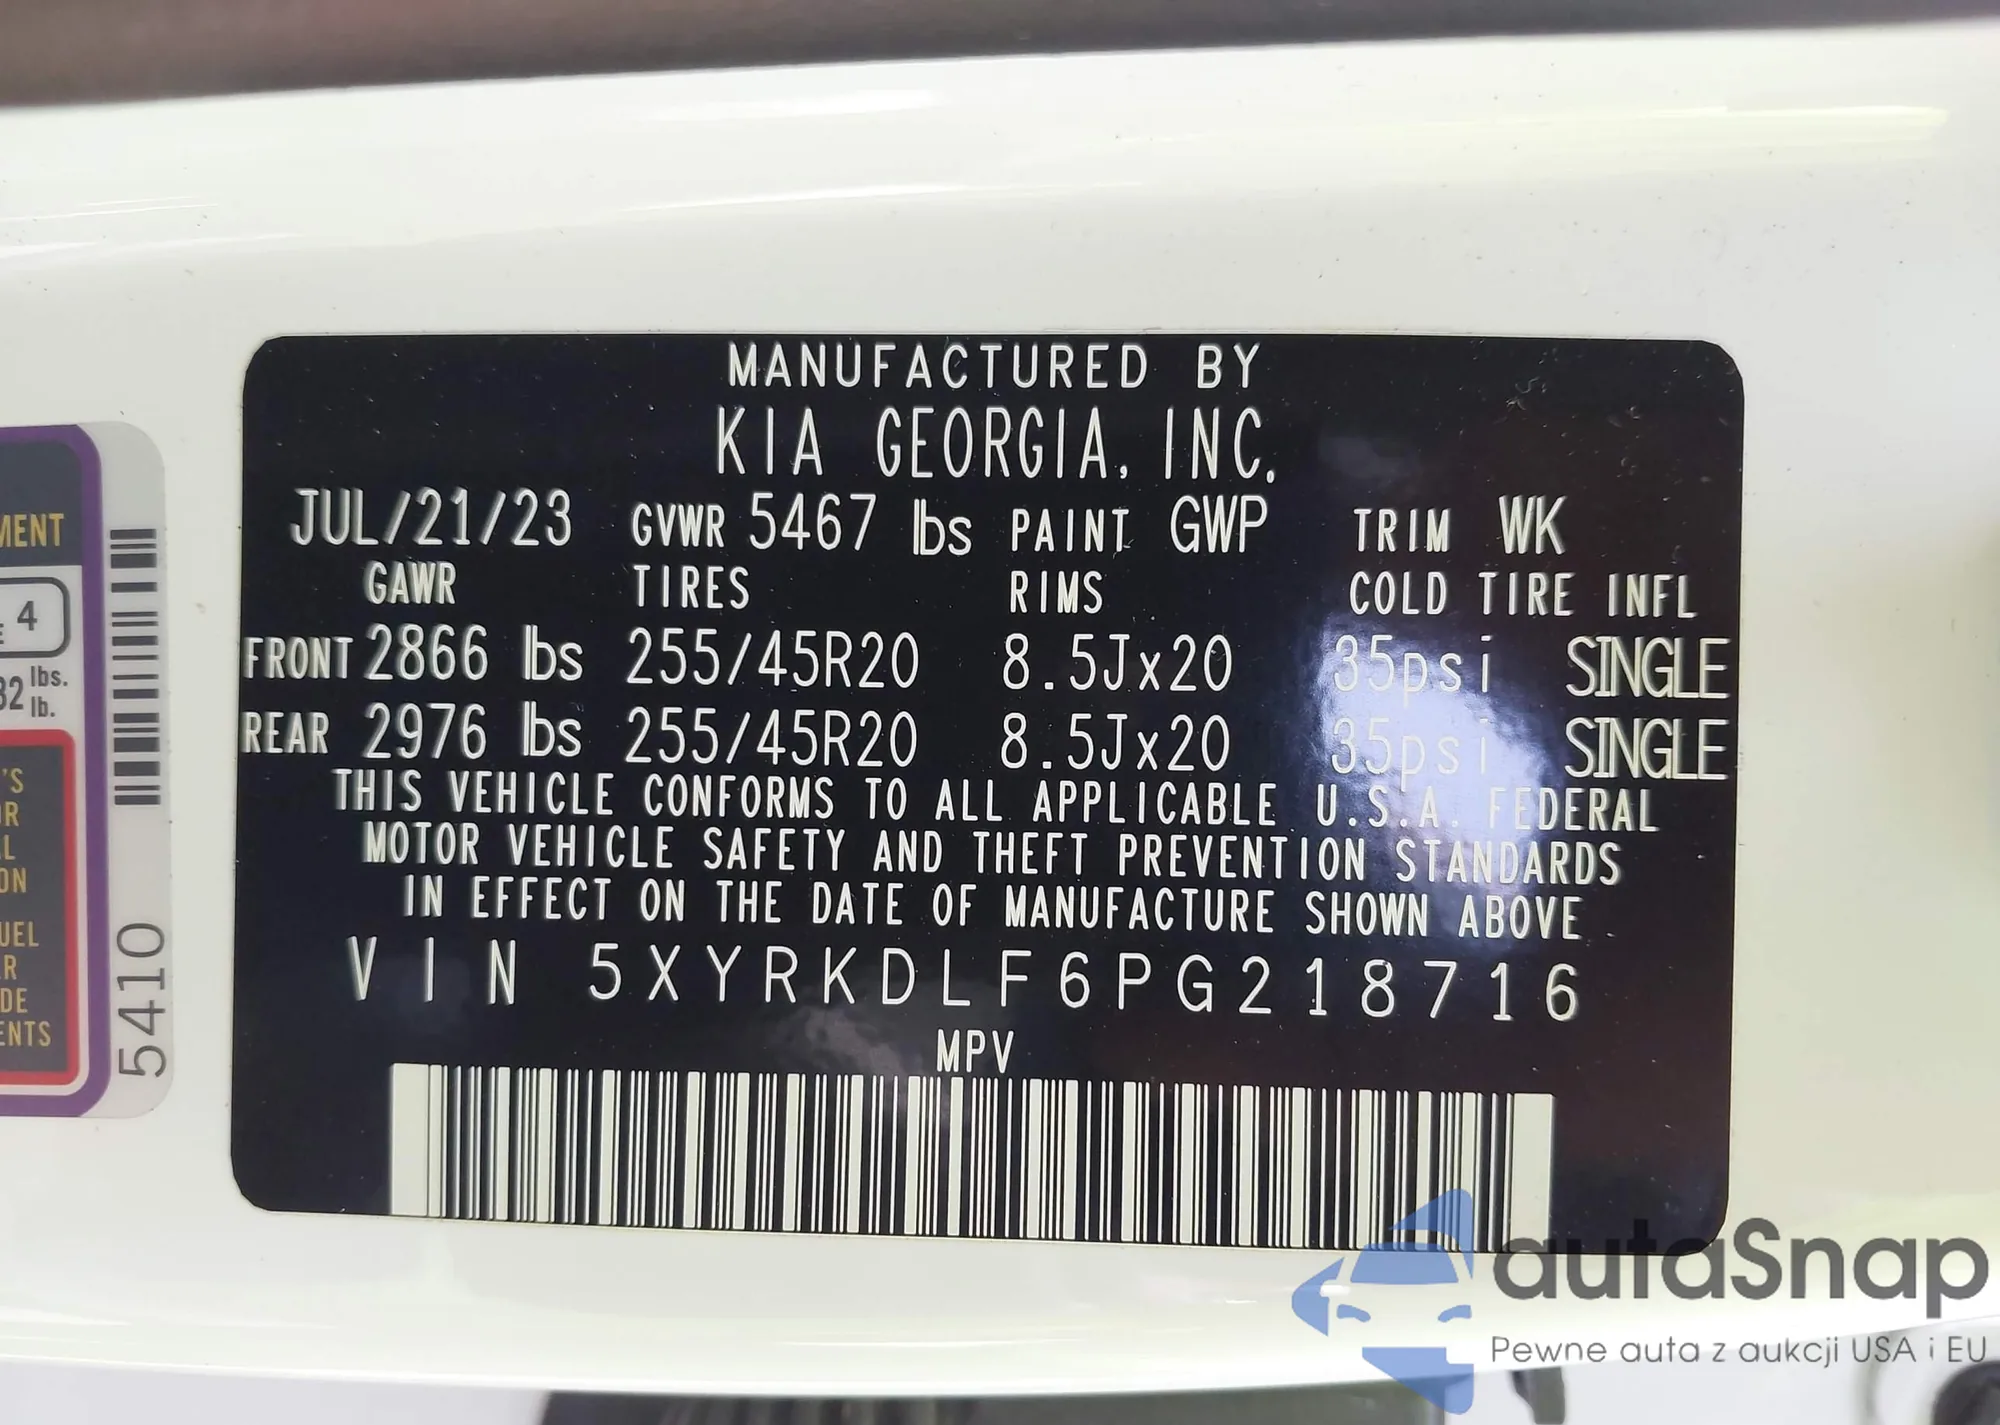 MANUFACTURED BY
KIA GEORGIA, INC.
JUL/21/23 GVWR 5467 lbs PAINT GWP TRIM WK
GAWR TIRES RIMS COLD TIRE INFL
FRONT 2866 lbs 255/45R20 8.5Jx20 35psi SINGLE
REAR 2976 lbs 255/45R20 8.5Jx20 35psi SINGLE
THIS VEHICLE CONFORMS TO ALL APPLICABLE U.S.A. FEDERAL
MOTOR VEHICLE SAFETY AND THEFT PREVENTION STANDARDS
IN EFFECT ON THE DATE OF MANUFACTURE SHOWN ABOVE.
VIN 5XYRKDLF6PG218716
MPV
4
lbs.
lb.
5410
autaSnap
Pewne auta z aukcji USA i EU